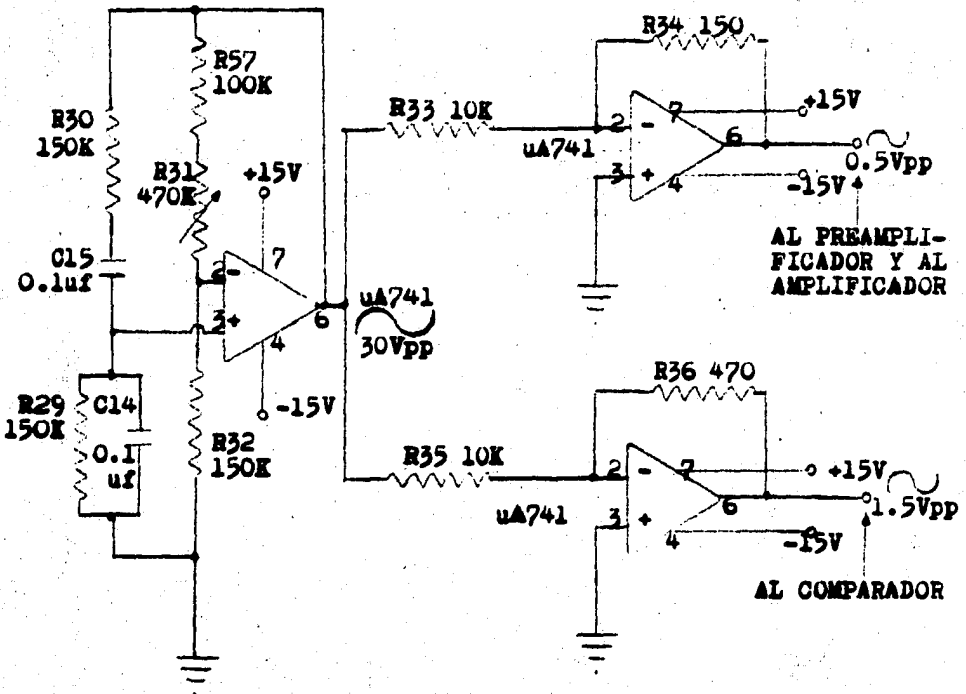 R34 150
R57
100K
R33 10K
7
+15V
R30
150K
2
-
6
uA741
R31
470K
+15V
3
+
4
-15V
0.5Vpp
AL PREAMPLI-
FICADOR Y AL
AMPLIFICADOR
C15
0.1uf
7
2
-
3
+
uA741
6
4
30Vpp
R36 470
-15V
R29
150K
C14
0.1
uf
R32
150K
R35 10K
2
-
7
+15V
6
uA741
3
+
4
-15V
1.5Vpp
AL COMPARADOR